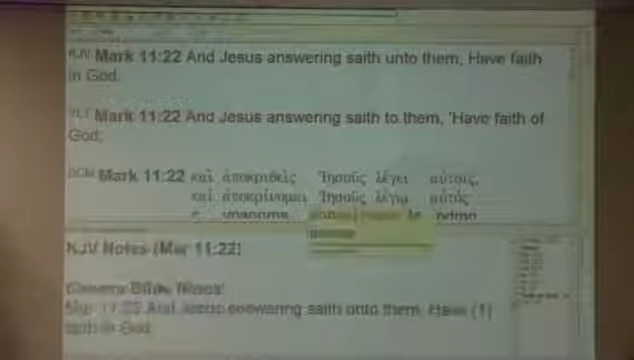 KJV Mark 11:22 And Jesus answering saith unto them, Have faith
in God.
YLT Mark 11:22 And Jesus answering saith to them, 'Have faith of
God;
Mark 11:22 καὶ ἀποκριθεὶς Ἰησοῦς λέγει αὐτοῖς,
καί ἀποκρίνομαι Ἰησοῦς λέγω αὐτός
KJV Notes (Mar 11:22)
Geneva Bible Notes:
Mar 11:22 And Jesus answering saith unto them, Have (1)
faith in God.